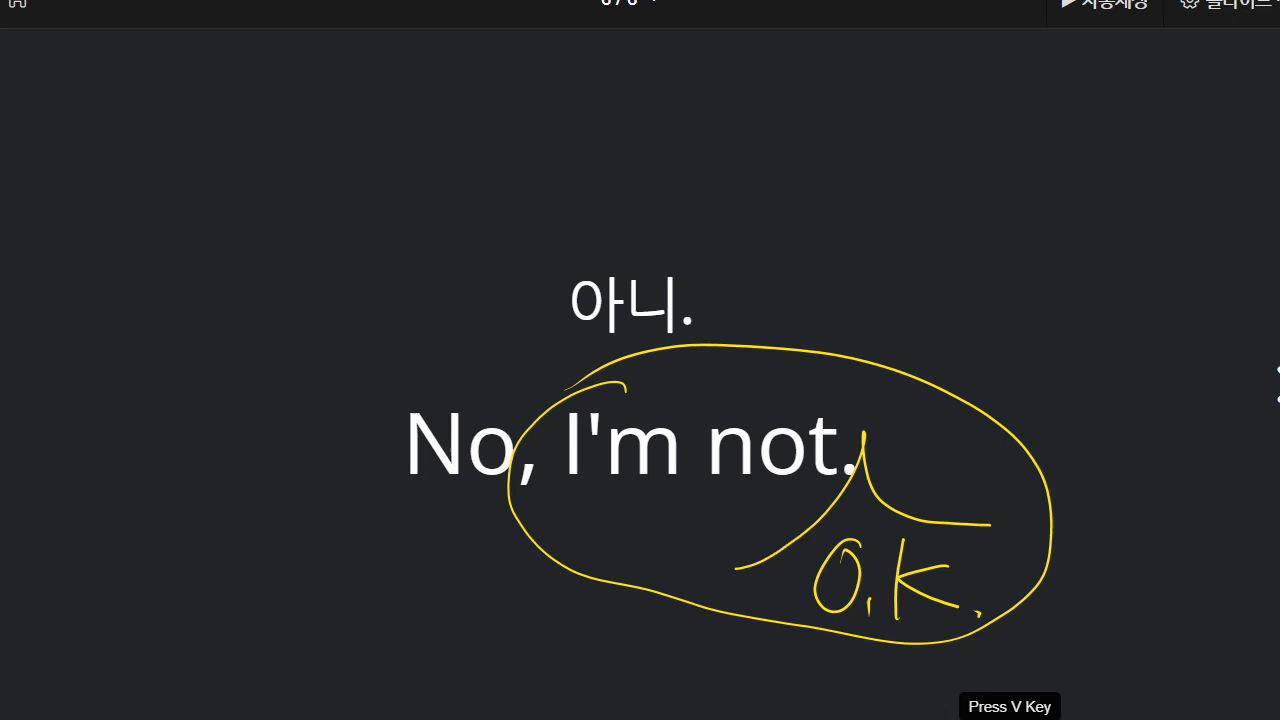 아니.
No, I'm not.
O.K.
Press V Key